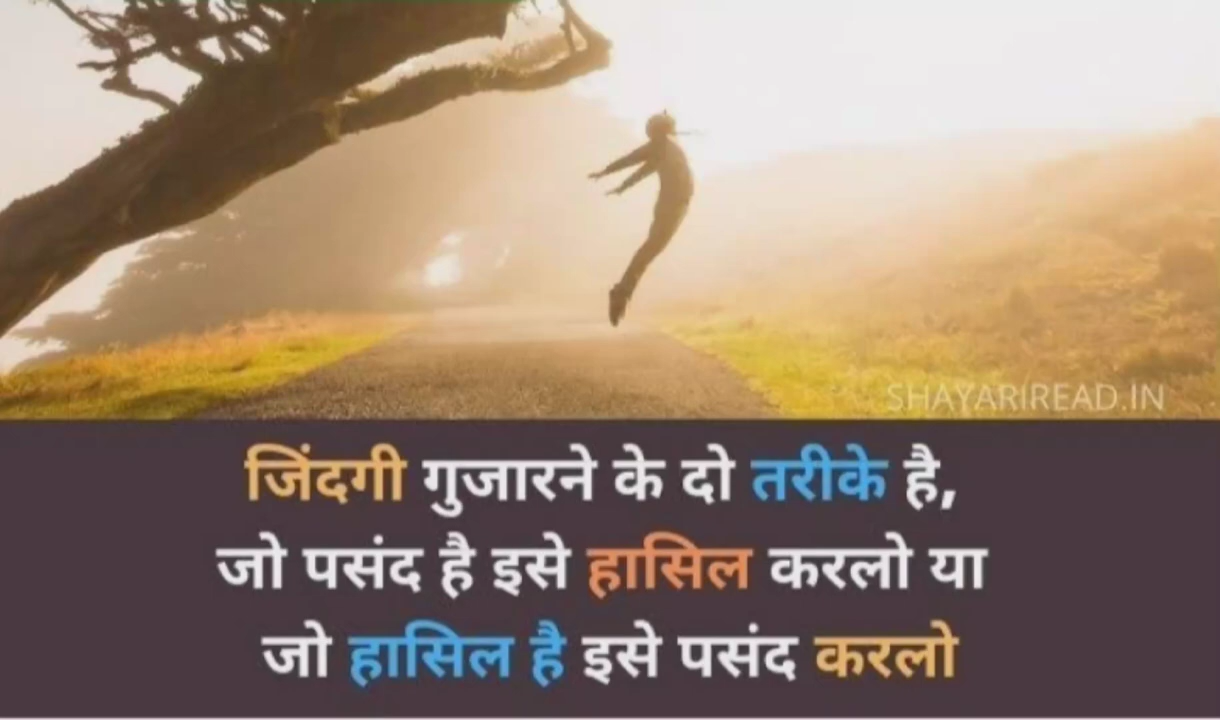 SHAYARIREAD.IN
जिंदगी गुजारने के दो तरीके है,
जो पसंद है इसे हासिल करलो या
जो हासिल है इसे पसंद करलो